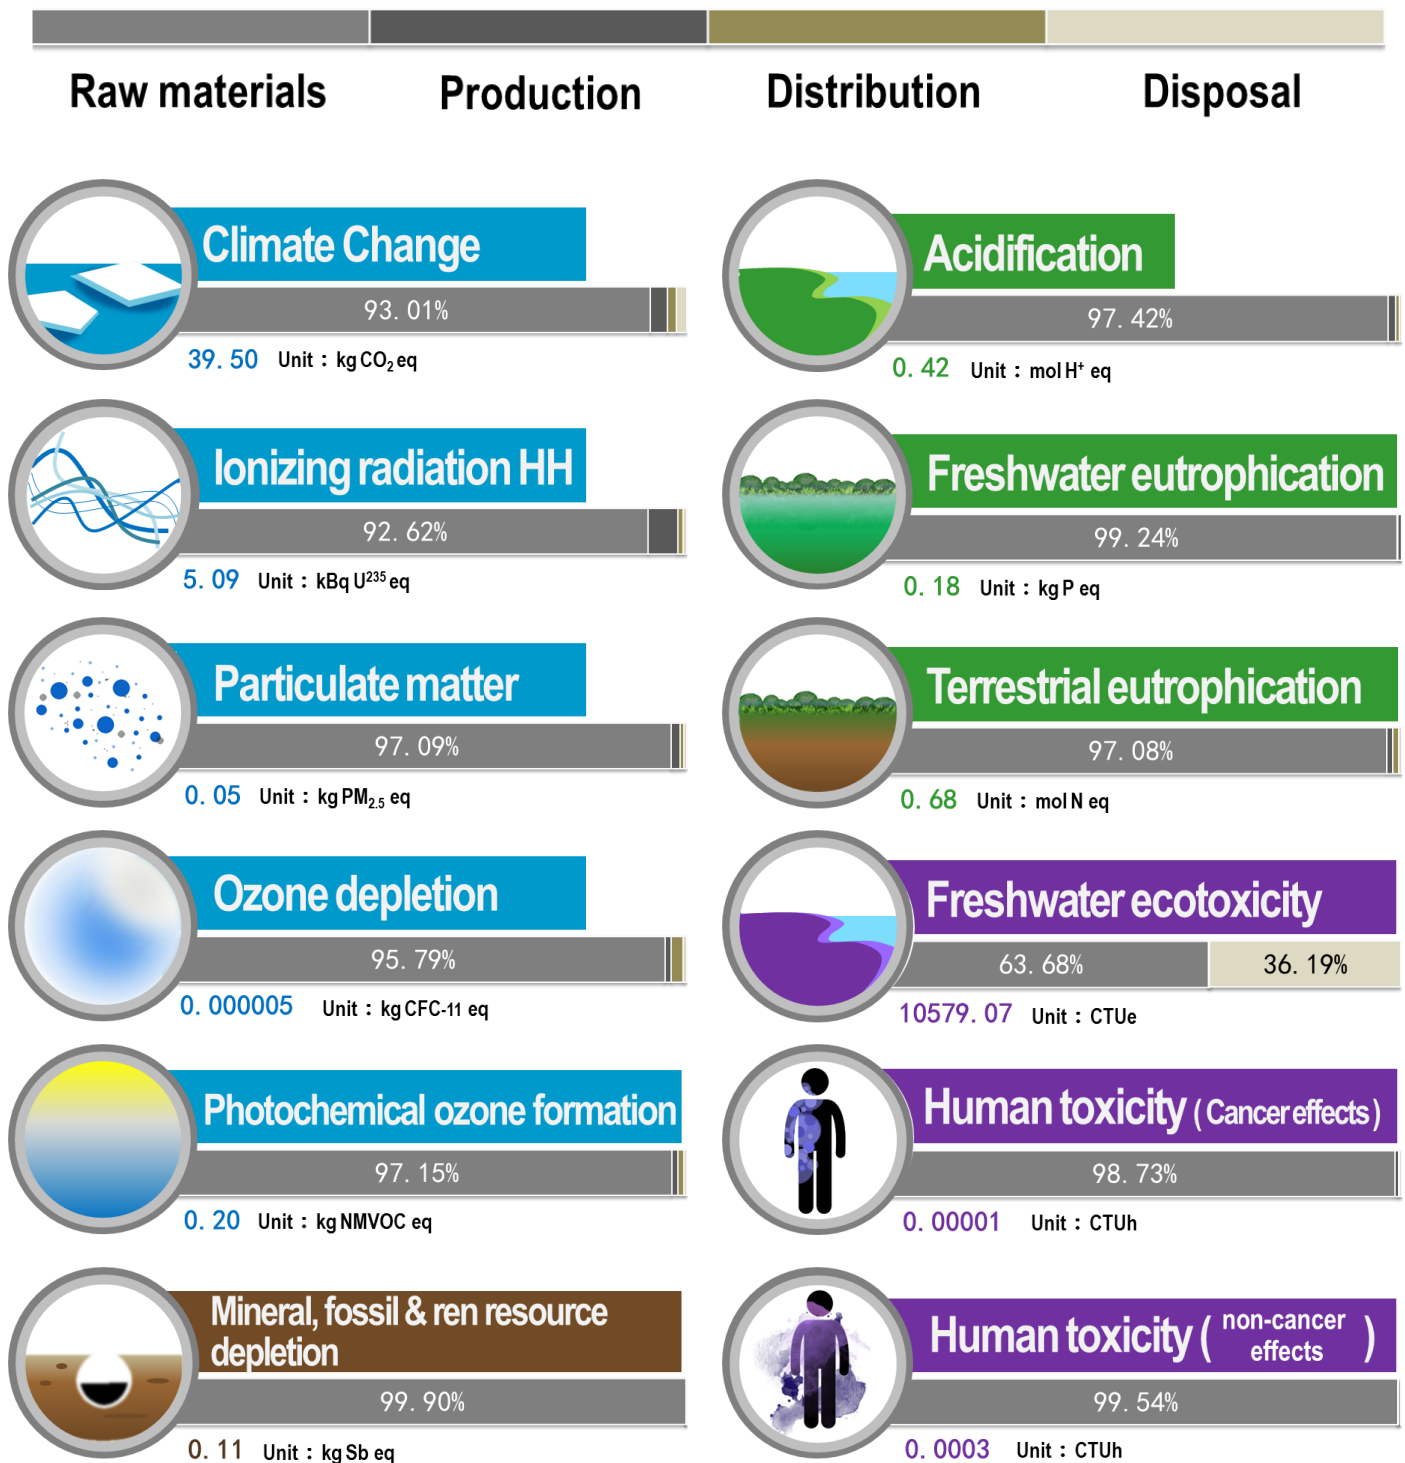 Raw materials
Production
Distribution
Disposal
Climate Change
93.01%
39.50 Unit : kg CO₂ eq
Ionizing radiation HH
92.62%
5.09 Unit : kBq U²³⁵ eq
Particulate matter
97.09%
0.05 Unit : kg PM₂.₅ eq
Ozone depletion
95.79%
0.000005 Unit : kg CFC-11 eq
Photochemical ozone formation
97.15%
0.20 Unit : kg NMVOC eq
Mineral, fossil & ren resource
depletion
99.90%
0.11 Unit : kg Sb eq
Acidification
97.42%
0.42 Unit : mol H⁺ eq
Freshwater eutrophication
99.24%
0.18 Unit : kg P eq
Terrestrial eutrophication
97.08%
0.68 Unit : mol N eq
Freshwater ecotoxicity
63.68% 36.19%
10579.07 Unit : CTUe
Human toxicity ( Cancer effects )
98.73%
0.00001 Unit : CTUh
Human toxicity ( non-cancer
effects )
99.54%
0.0003 Unit : CTUh